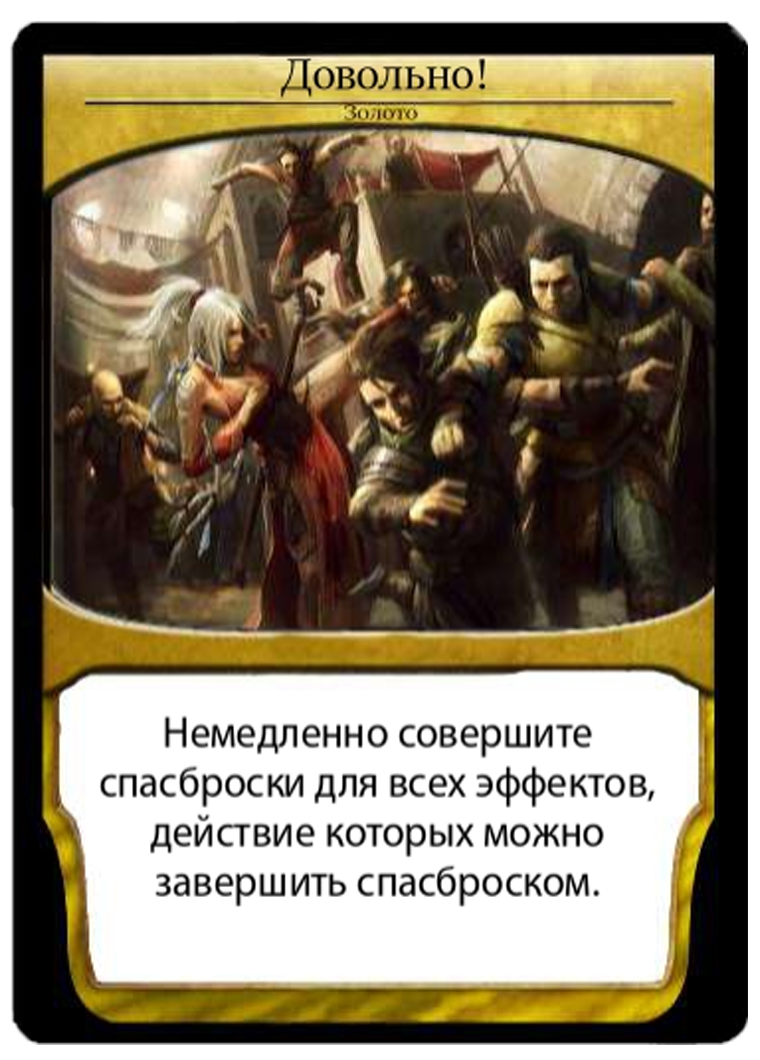 Довольно!
Золото
Немедленно совершите
спасброски для всех эффектов,
действие которых можно
завершить спасброском.